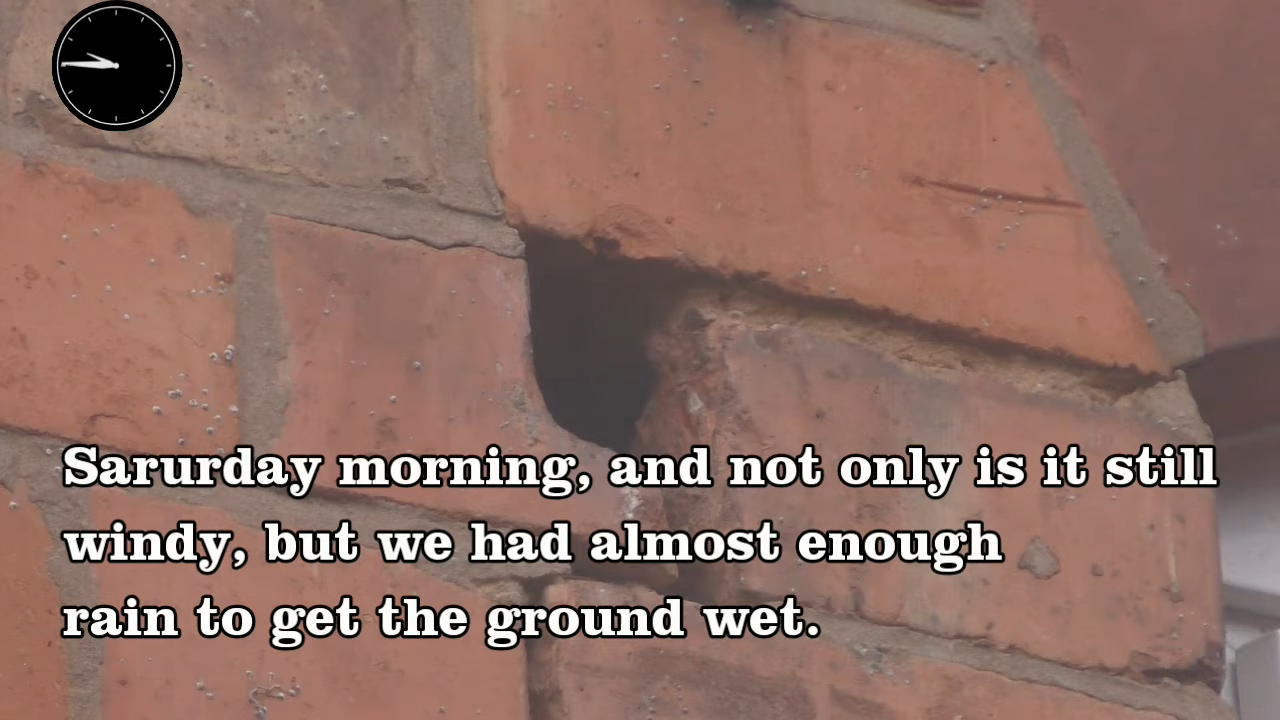 Sarurday morning, and not only is it still
windy, but we had almost enough
rain to get the ground wet.